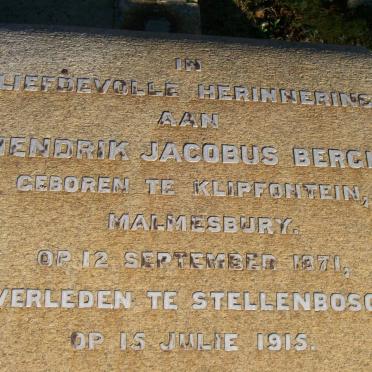 IN
LIEFDEVOLLE HERINNERING
AAN
HENDRIK JACOBUS BERGH
GEBOREN TE KLIPFONTEIN,
MALMESBURY.
OP 12 SEPTEMBER 1871,
OVERLEDEN TE STELLENBOSCH
OP 15 JULIE 1915.